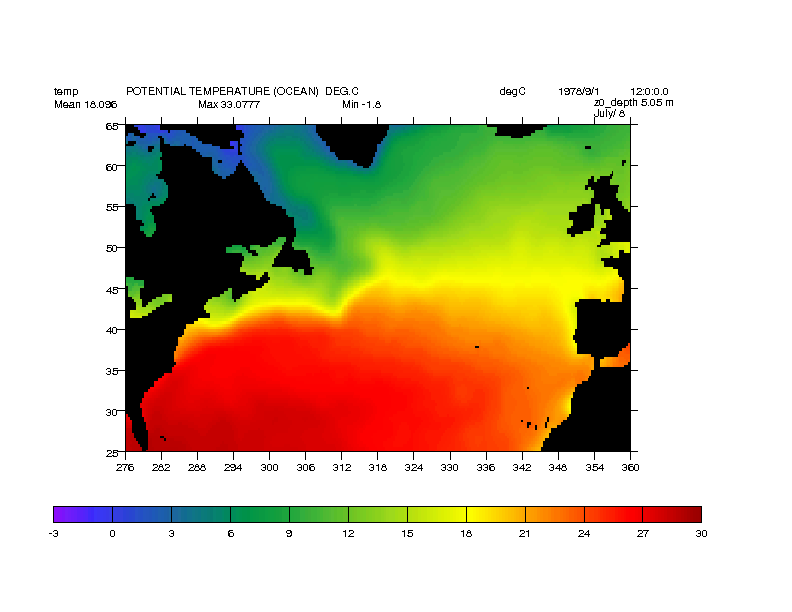 temp POTENTIAL TEMPERATURE (OCEAN) DEG.C degC 1978/9/1 12:0:0.0
Mean 18.096 Max 33.0777 Min -1.8 z0_depth 5.05 m
July/ 8
65
60
55
50
45
40
35
30
25
276 282 288 294 300 306 312 318 324 330 336 342 348 354 360
-3 0 3 6 9 12 15 18 21 24 27 30